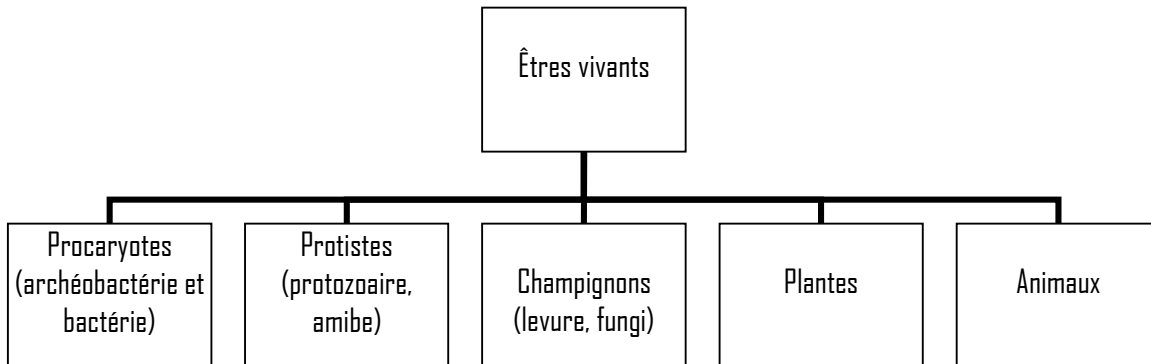 Êtres vivants
Procaryotes
(archéobactérie et
bactérie)
Protistes
(protozoaire,
amibe)
Champignons
(levure, fungi)
Plantes
Animaux